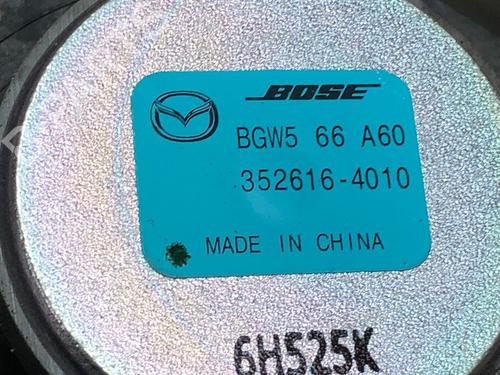 BOSE
BGW5 66 A60
352616-4010
MADE IN CHINA
6H525K